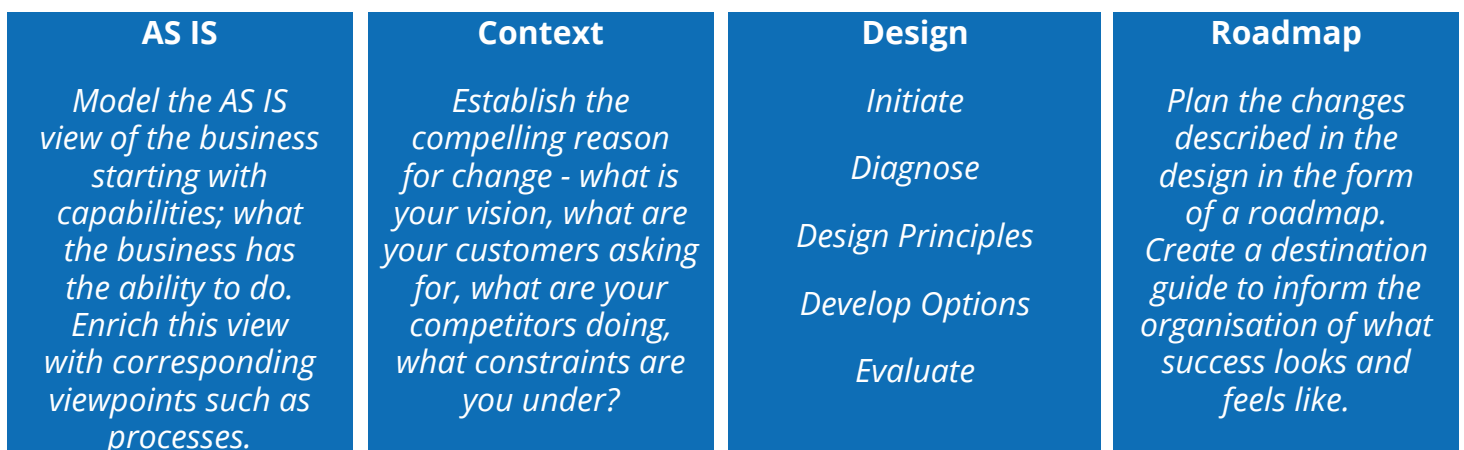 AS IS
Model the AS IS
view of the business
starting with
capabilities; what
the business has
the ability to do.
Enrich this view
with corresponding
viewpoints such as
processes.
Context
Establish the
compelling reason
for change - what is
your vision, what are
your customers asking
for, what are your
competitors doing,
what constraints are
you under?
Design
Initiate
Diagnose
Design Principles
Develop Options
Evaluate
Roadmap
Plan the changes
described in the
design in the form
of a roadmap.
Create a destination
guide to inform the
organisation of what
success looks and
feels like.